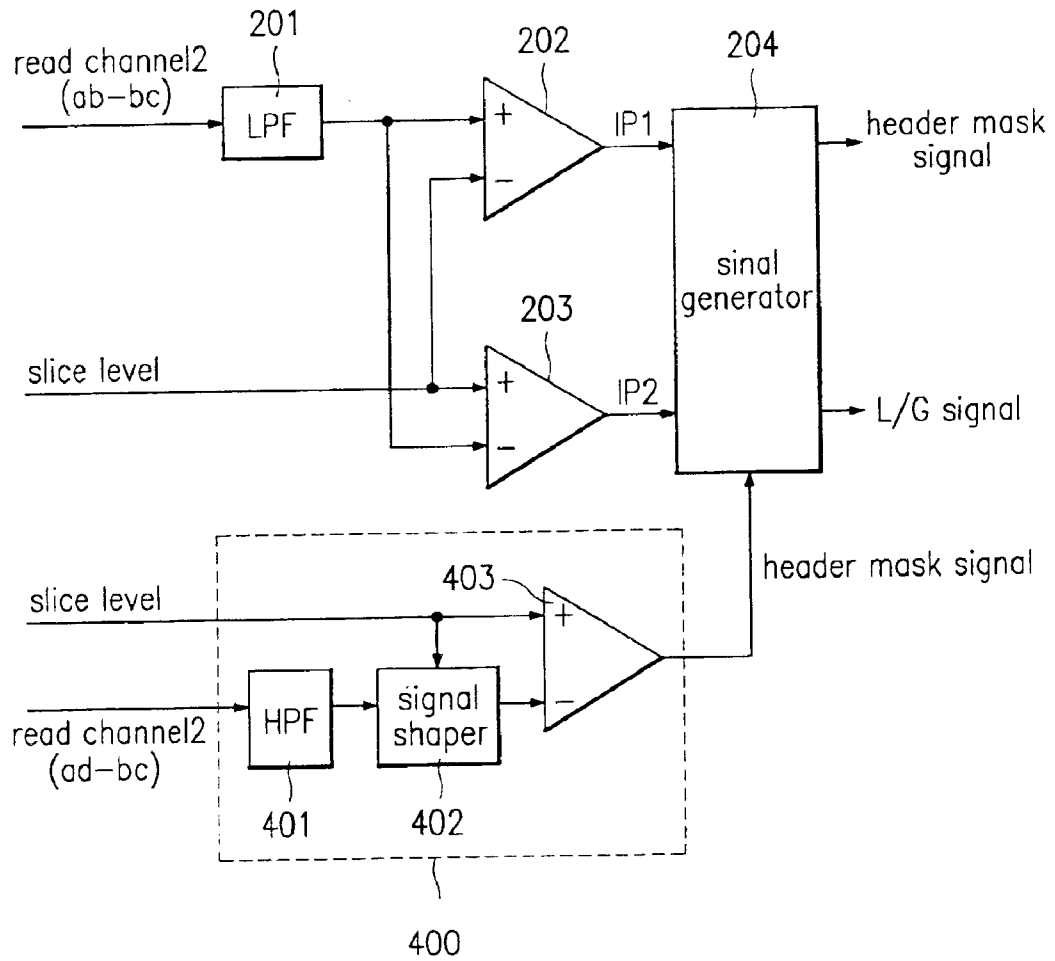 201
read channel2
(ab-bc)
LPF
202
+
−
IP1
204
header mask
signal
sinal
generator
203
slice level
+
−
IP2
L/G signal
header mask signal
slice level
403
+
−
read channel2
(ad-bc)
HPF
signal
shaper
401
402
400